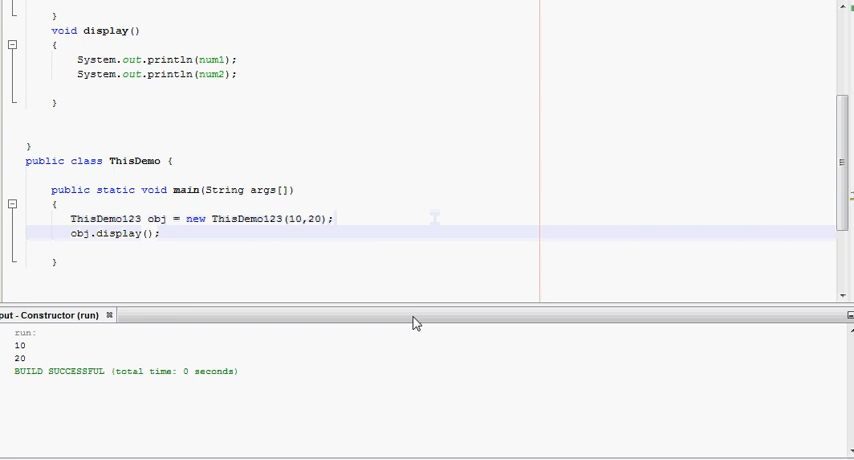 }
void display()
{
System.out.println(num1);
System.out.println(num2);
}
}
public class ThisDemo {
public static void main(String args[])
{
ThisDemo123 obj = new ThisDemo123(10,20);
obj.display();
}
put - Constructor (run)
run:
10
20
BUILD SUCCESSFUL (total time: 0 seconds)